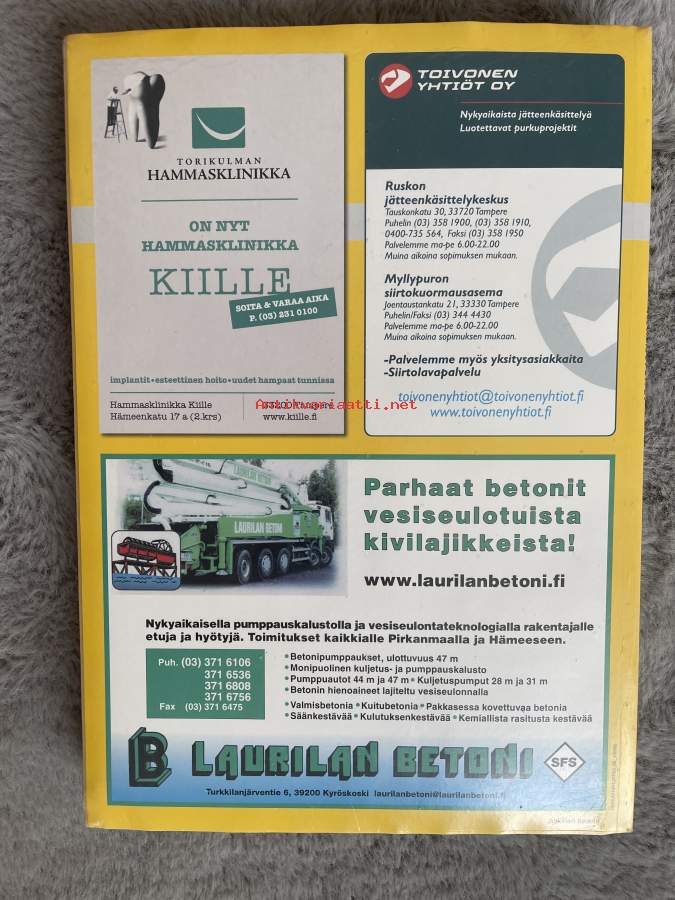 TORIKULMAN
HAMMASKLINIKKA
ON NYT
HAMMASKLINIKKA
KIILLE
SOITA & VARAA AIKA
P. (03) 231 0100
implantit•esteettinen hoito•uudet hampaat tunnissa
Hammasklinikka Kiille
Hämeenkatu 17 a (2.krs)
www.kiille.fi
TOIVONEN
YHTIÖT OY
Nykyaikaista jätteenkäsittelyä
Luotettavat purkuprojektit
Ruskon
jätteenkäsittelykeskus
Tauskonkatu 30, 33720 Tampere
Puhelin (03) 358 1900, (03) 358 1910,
0400-735 564, Faksi (03) 358 1950
Palvelemme ma-pe 6.00-22.00
Muina aikoina sopimuksen mukaan.
Myllypuron
siirtokuormausasema
Joentaustankatu 21, 33330 Tampere
Puhelin/Faksi (03) 344 4430
Palvelemme ma-pe 6.00-22.00
Muina aikoina sopimuksen mukaan.
-Palvelemme myös yksityisasiakkaita
-Siirtolavapalvelu
toivonenyhtiot@toivonenyhtiot.fi
www.toivonenyhtiot.fi
Antikvariaatti.net
LAURILAN BETONI
LAURILAN BETONI
Parhaat betonit
vesiseulotuista
kivilajikkeista!
www.laurilanbetoni.fi
Nykyaikaisella pumppauskalustolla ja vesiseulontateknologialla rakentajalle
etuja ja hyötyjä. Toimitukset kaikkialle Pirkanmaalla ja Hämeeseen.
Puh. (03) 371 6106
371 6536
371 6808
371 6756
Fax (03) 371 6475
•Betonipumppaukset, ulottuvuus 47 m
•Monipuolinen kuljetus- ja pumppauskalusto
•Pumppuautot 44 m ja 47 m •Kuljetuspumput 28 m ja 31 m
•Betonin hienoaineet lajiteltu vesiseulonnalla
•Valmisbetonia •Kuitubetonia •Pakkasessa kovettuvaa betonia
•Säänkestävää •Kulutuksenkestävää •Kemiallista rasitusta kestävää
B LAURILAN BETONI
SFS
Turkkilanjärventie 6, 39200 Kyröskoski laurilanbetoni@laurilanbetoni.fi